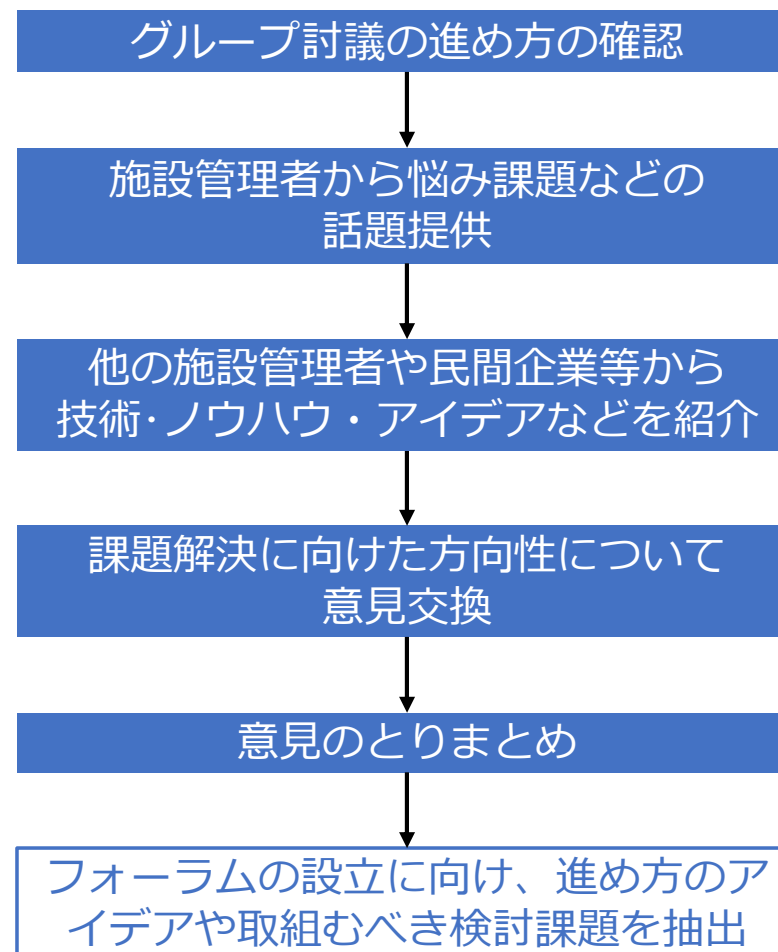 グループ討議の進め方の確認
施設管理者から悩み課題などの
話題提供
他の施設管理者や民間企業等から
技術･ノウハウ・アイデアなどを紹介
課題解決に向けた方向性について
意見交換
意見のとりまとめ
フォーラムの設立に向け、進め方のア
イデアや取組むべき検討課題を抽出